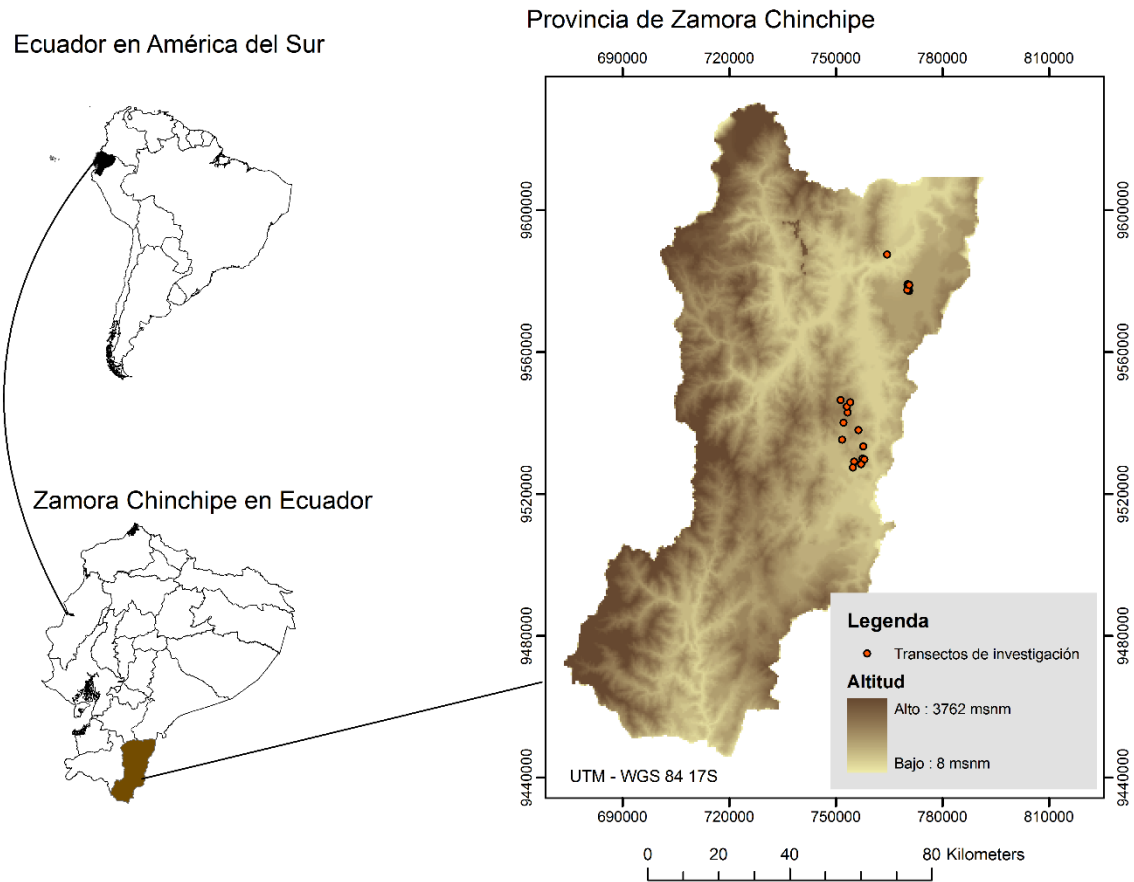 Ecuador en América del Sur
Zamora Chinchipe en Ecuador
Provincia de Zamora Chinchipe
690000 720000 750000 780000 810000
9600000
9560000
9520000
9480000
9440000
9600000
9560000
9520000
9480000
9440000
Legenda
Transectos de investigación
Altitud
Alto : 3762 msnm
Bajo : 8 msnm
UTM - WGS 84 17S
690000 720000 750000 780000 810000
0 20 40 80 Kilometers